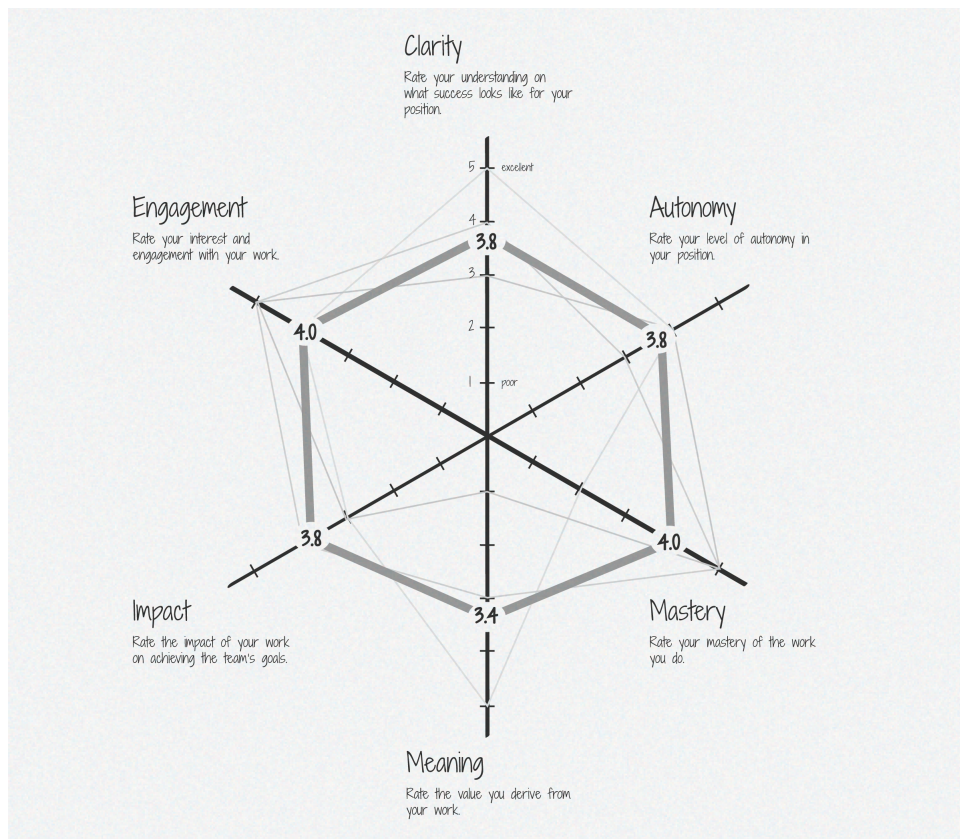 Clarity
Rate your understanding on
what success looks like for your
position.
5 excellent
4
3.8
3
2
1 poor
Engagement
Rate your interest and
engagement with your work.
4.0
Autonomy
Rate your level of autonomy in
your position.
3.8
Impact
Rate the impact of your work
on achieving the team's goals.
3.8
Mastery
Rate your mastery of the work
you do.
4.0
3.4
Meaning
Rate the value you derive from
your work.